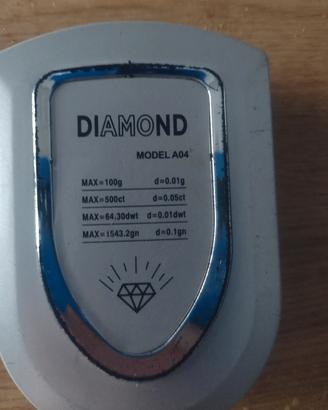 DIAMOND
MODEL A04
MAX=100g d=0.01g
MAX=500ct d=0.05ct
MAX=64.30dwt d=0.01dwt
MAX=1543.2gn d=0.1gn